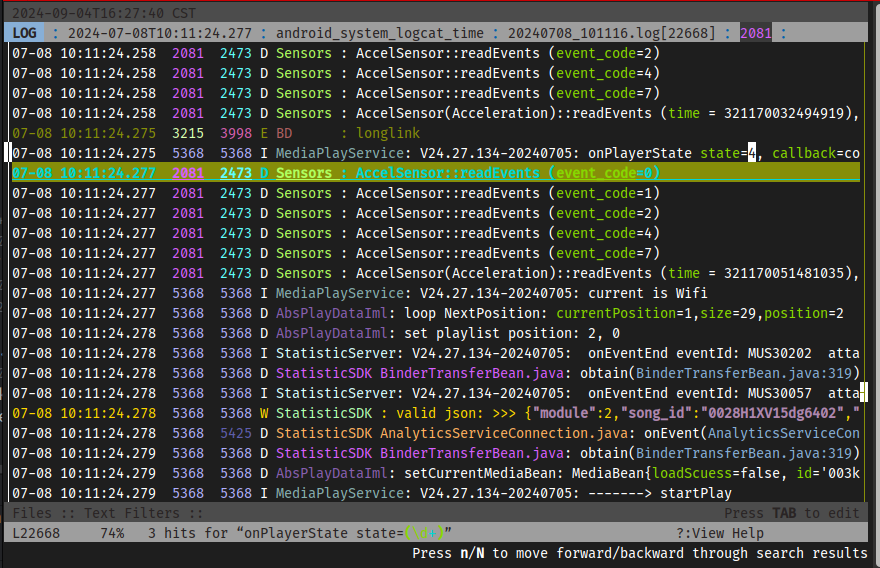 2024-09-04T16:27:40 CST
LOG : 2024-07-08T10:11:24.277 : android_system_logcat_time : 20240708_101116.log[22668] : 2081 :
07-08 10:11:24.258 2081 2473 D Sensors : AccelSensor::readEvents (event_code=2)
07-08 10:11:24.258 2081 2473 D Sensors : AccelSensor::readEvents (event_code=4)
07-08 10:11:24.258 2081 2473 D Sensors : AccelSensor::readEvents (event_code=7)
07-08 10:11:24.258 2081 2473 D Sensors : AccelSensor(Acceleration)::readEvents (time = 321170032494919),
07-08 10:11:24.275 3215 3998 E BD : longlink
07-08 10:11:24.275 5368 5368 I MediaPlayService: V24.27.134-20240705: onPlayerState state=4, callback=co
07-08 10:11:24.277 2081 2473 D Sensors : AccelSensor::readEvents (event_code=0)
07-08 10:11:24.277 2081 2473 D Sensors : AccelSensor::readEvents (event_code=1)
07-08 10:11:24.277 2081 2473 D Sensors : AccelSensor::readEvents (event_code=2)
07-08 10:11:24.277 2081 2473 D Sensors : AccelSensor::readEvents (event_code=4)
07-08 10:11:24.277 2081 2473 D Sensors : AccelSensor::readEvents (event_code=7)
07-08 10:11:24.277 2081 2473 D Sensors : AccelSensor(Acceleration)::readEvents (time = 321170051481035),
07-08 10:11:24.277 5368 5368 I MediaPlayService: V24.27.134-20240705: current is Wifi
07-08 10:11:24.277 5368 5368 D AbsPlayDataIml: loop NextPosition: currentPosition=1,size=29,position=2
07-08 10:11:24.278 5368 5368 D AbsPlayDataIml: set playlist position: 2, 0
07-08 10:11:24.278 5368 5368 I StatisticServer: V24.27.134-20240705: onEventEnd eventId: MUS30202 atta
07-08 10:11:24.278 5368 5368 D StatisticSDK BinderTransferBean.java: obtain(BinderTransferBean.java:319)
07-08 10:11:24.278 5368 5368 I StatisticServer: V24.27.134-20240705: onEventEnd eventId: MUS30057 atta
07-08 10:11:24.278 5368 5368 W StatisticSDK : valid json: >>> {"module":2,"song_id":"0028H1XV15dg6402","
07-08 10:11:24.278 5368 5425 D StatisticSDK AnalyticsServiceConnection.java: onEvent(AnalyticsServiceCon
07-08 10:11:24.279 5368 5368 D StatisticSDK BinderTransferBean.java: obtain(BinderTransferBean.java:319)
07-08 10:11:24.279 5368 5368 D AbsPlayDataIml: setCurrentMediaBean: MediaBean{loadScuess=false, id='003k
07-08 10:11:24.279 5368 5368 I MediaPlayService: V24.27.134-20240705: -------> startPlay
Files :: Text Filters :: Press TAB to edit
L22668 74% 3 hits for “onPlayerState state=(\d+)” ?:View Help
Press n/N to move forward/backward through search results